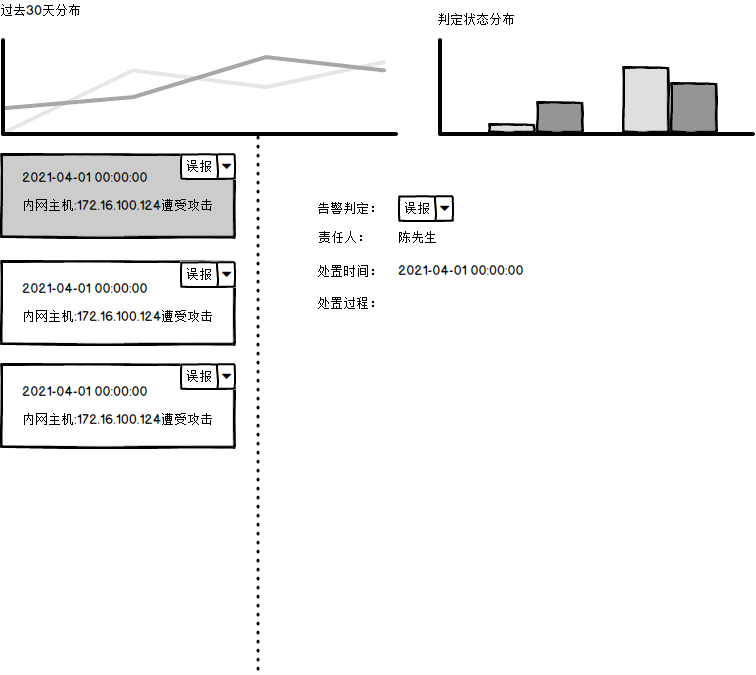 过去30天分布
判定状态分布
误报
2021-04-01 00:00:00
内网主机:172.16.100.124遭受攻击
误报
2021-04-01 00:00:00
内网主机:172.16.100.124遭受攻击
误报
2021-04-01 00:00:00
内网主机:172.16.100.124遭受攻击
告警判定： 误报
责任人： 陈先生
处置时间： 2021-04-01 00:00:00
处置过程：